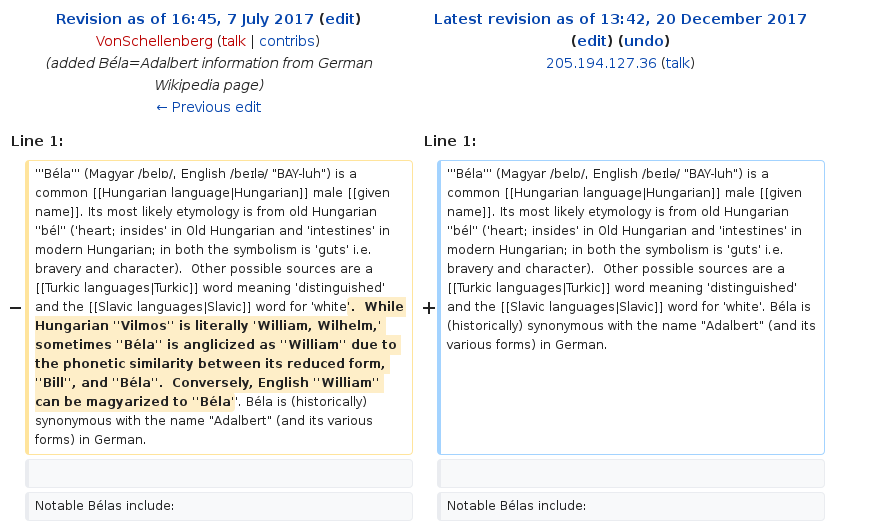 Revision as of 16:45, 7 July 2017 (edit)
VonSchellenberg (talk | contribs)
(added Béla=Adalbert information from German
Wikipedia page)
← Previous edit
Latest revision as of 13:42, 20 December 2017
(edit) (undo)
205.194.127.36 (talk)
Line 1:
Line 1:
−
'''Béla''' (Magyar /belɒ/, English /beɪlə/ "BAY-luh") is a
common [[Hungarian language|Hungarian]] male [[given
name]]. Its most likely etymology is from old Hungarian
''bél'' ('heart; insides' in Old Hungarian and 'intestines' in
modern Hungarian; in both the symbolism is 'guts' i.e.
bravery and character).  Other possible sources are a
[[Turkic languages|Turkic]] word meaning 'distinguished'
and the [[Slavic languages|Slavic]] word for 'white'.  While
Hungarian ''Vilmos'' is literally 'William, Wilhelm,'
sometimes ''Béla'' is anglicized as ''William'' due to
the phonetic similarity between its reduced form,
''Bill'', and ''Béla''.  Conversely, English ''William''
can be magyarized to ''Béla''. Béla is (historically)
synonymous with the name "Adalbert" (and its various
forms) in German.
+
'''Béla''' (Magyar /belɒ/, English /beɪlə/ "BAY-luh") is a
common [[Hungarian language|Hungarian]] male [[given
name]]. Its most likely etymology is from old Hungarian
''bél'' ('heart; insides' in Old Hungarian and 'intestines' in
modern Hungarian; in both the symbolism is 'guts' i.e.
bravery and character).  Other possible sources are a
[[Turkic languages|Turkic]] word meaning 'distinguished'
and the [[Slavic languages|Slavic]] word for 'white'. Béla is
(historically) synonymous with the name "Adalbert" (and its
various forms) in German.
Notable Bélas include:
Notable Bélas include: